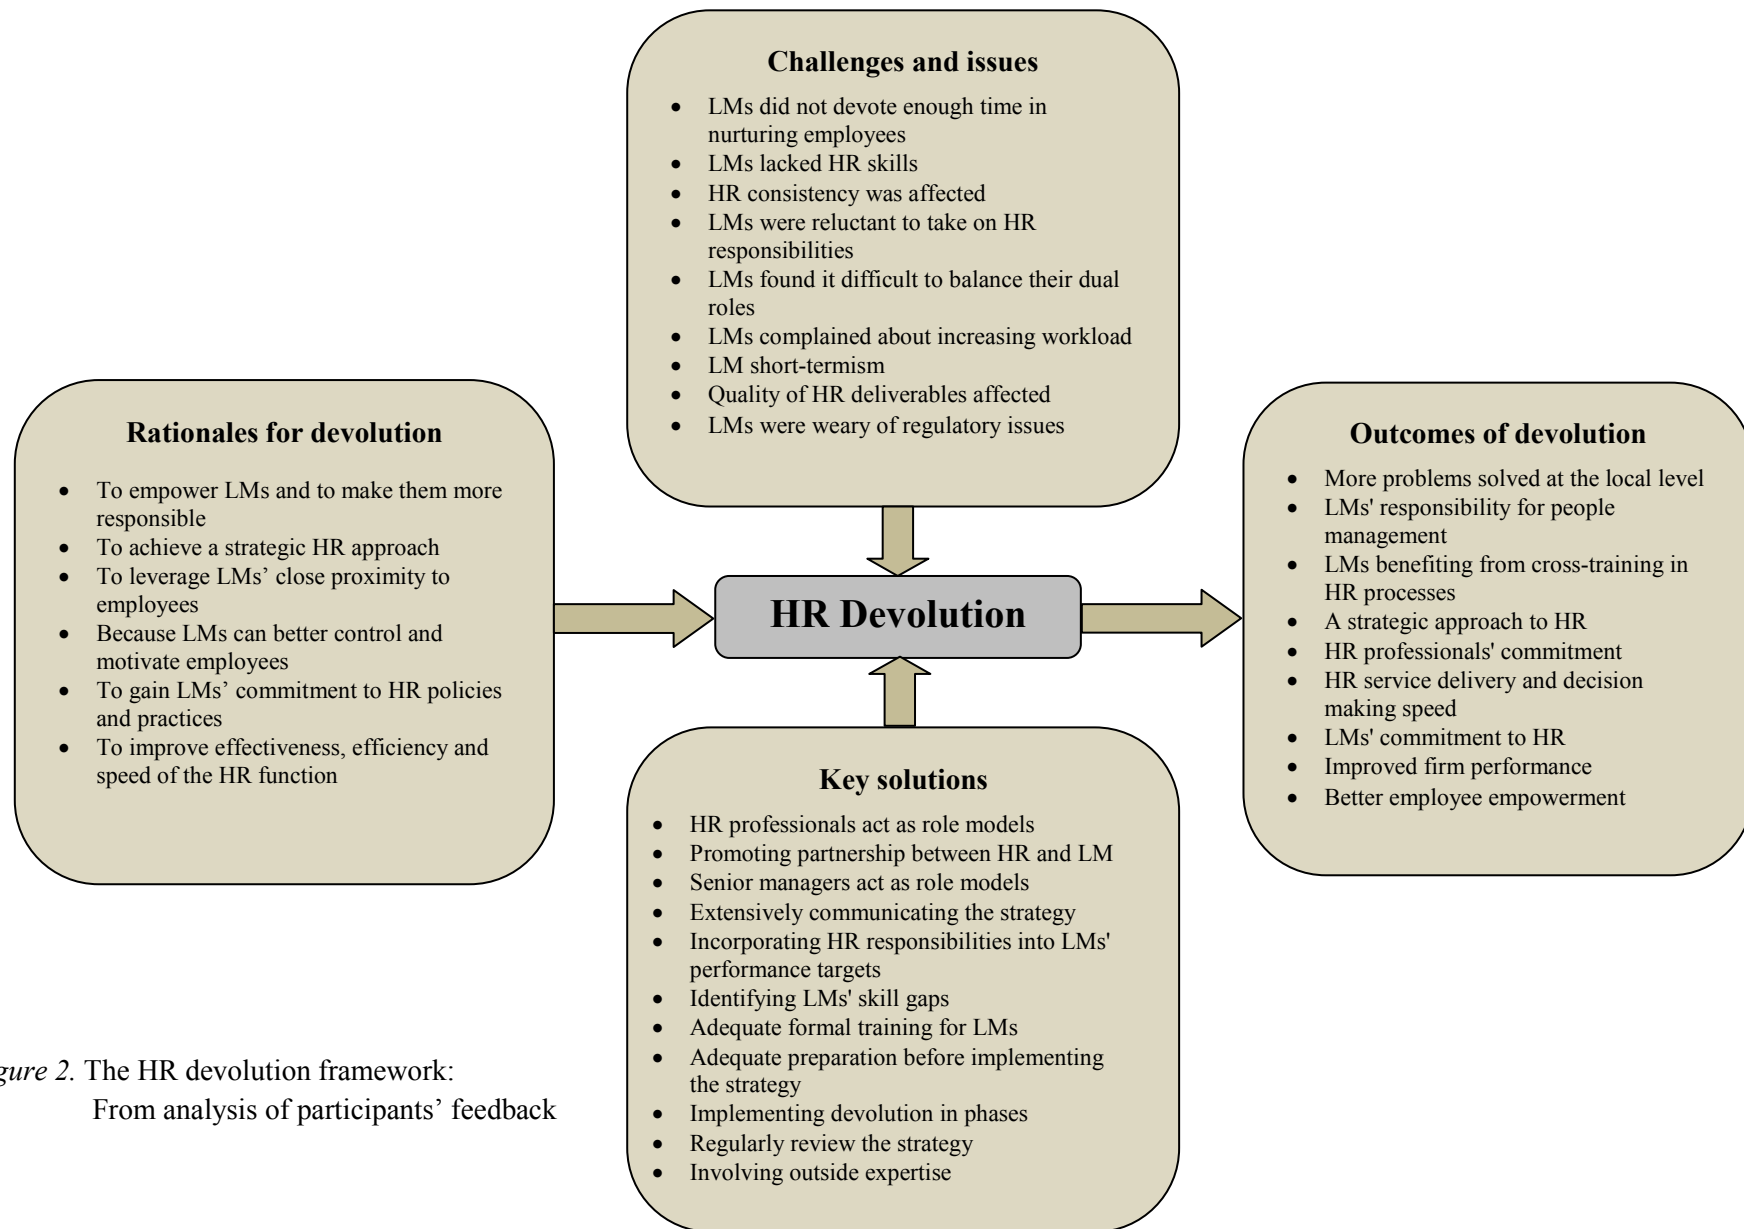 Challenges and issues
• LMs did not devote enough time in
nurturing employees
• LMs lacked HR skills
• HR consistency was affected
• LMs were reluctant to take on HR
responsibilities
• LMs found it difficult to balance their dual
roles
• LMs complained about increasing workload
• LM short-termism
• Quality of HR deliverables affected
• LMs were weary of regulatory issues
Rationales for devolution
• To empower LMs and to make them more
responsible
• To achieve a strategic HR approach
• To leverage LMs’ close proximity to
employees
• Because LMs can better control and
motivate employees
• To gain LMs’ commitment to HR policies
and practices
• To improve effectiveness, efficiency and
speed of the HR function
HR Devolution
Outcomes of devolution
• More problems solved at the local level
• LMs' responsibility for people
management
• LMs benefiting from cross-training in
HR processes
• A strategic approach to HR
• HR professionals' commitment
• HR service delivery and decision
making speed
• LMs' commitment to HR
• Improved firm performance
• Better employee empowerment
Key solutions
• HR professionals act as role models
• Promoting partnership between HR and LM
• Senior managers act as role models
• Extensively communicating the strategy
• Incorporating HR responsibilities into LMs'
performance targets
• Identifying LMs' skill gaps
• Adequate formal training for LMs
• Adequate preparation before implementing
the strategy
• Implementing devolution in phases
• Regularly review the strategy
• Involving outside expertise
gure 2. The HR devolution framework:
From analysis of participants’ feedback